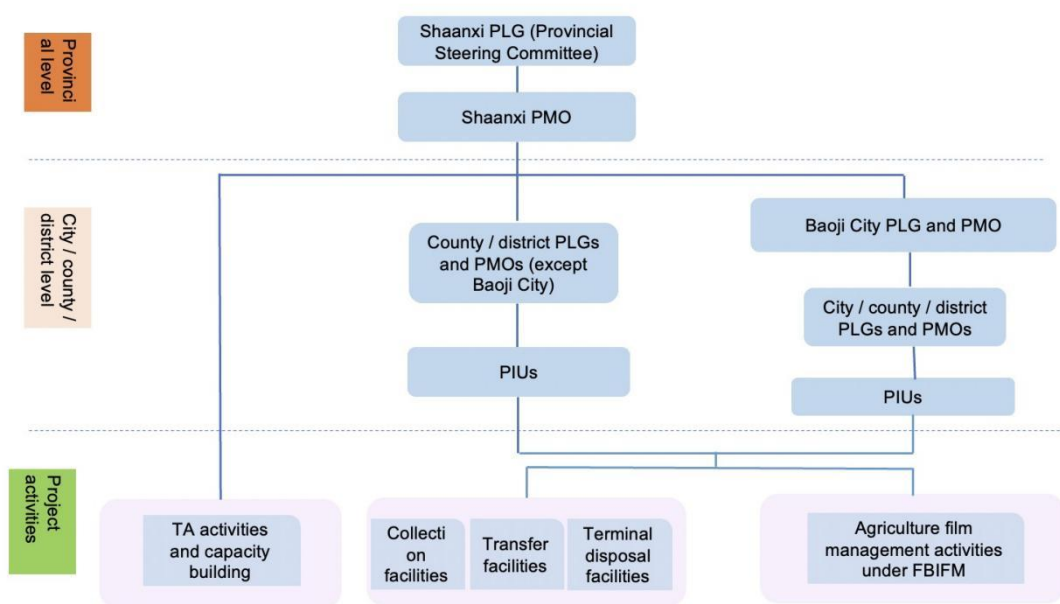 Provinci
al level
Shaanxi PLG (Provincial
Steering Committee)
Shaanxi PMO
City / county /
district level
County / district PLGs
and PMOs (except
Baoji City)
PIUs
Baoji City PLG and PMO
City / county / district
PLGs and PMOs
PIUs
Project
activities
TA activities
and capacity
building
Collecti
on
facilities
Transfer
facilities
Terminal
disposal
facilities
Agriculture film
management activities
under FBIFM